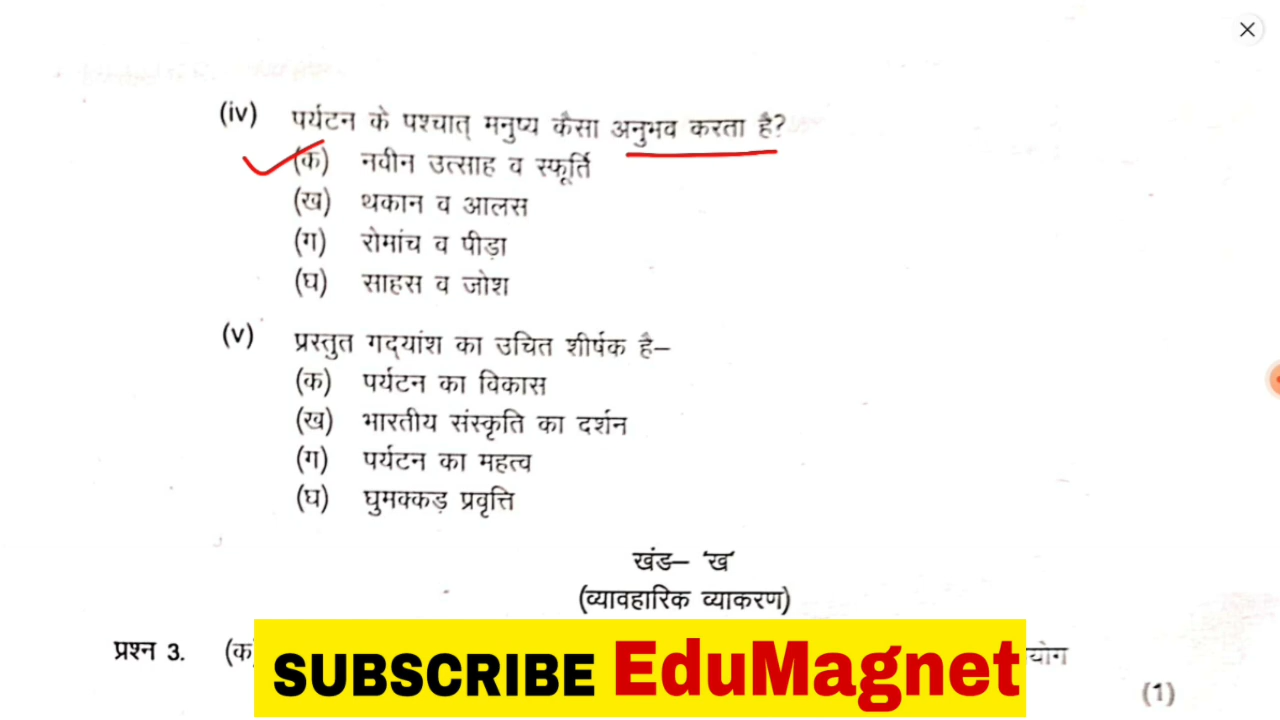 (iv) पर्यटन के पश्चात् मनुष्य कैसा अनुभव करता है?
(क) नवीन उत्साह व स्फूर्ति
(ख) थकान व आलस
(ग) रोमांच व पीड़ा
(घ) साहस व जोश
(v) प्रस्तुत गद्यांश का उचित शीर्षक है–
(क) पर्यटन का विकास
(ख) भारतीय संस्कृति का दर्शन
(ग) पर्यटन का महत्व
(घ) घुमक्कड़ प्रवृत्ति
खंड– 'ख'
(व्यावहारिक व्याकरण)
प्रश्न 3. (क
SUBSCRIBE EduMagnet
(1)